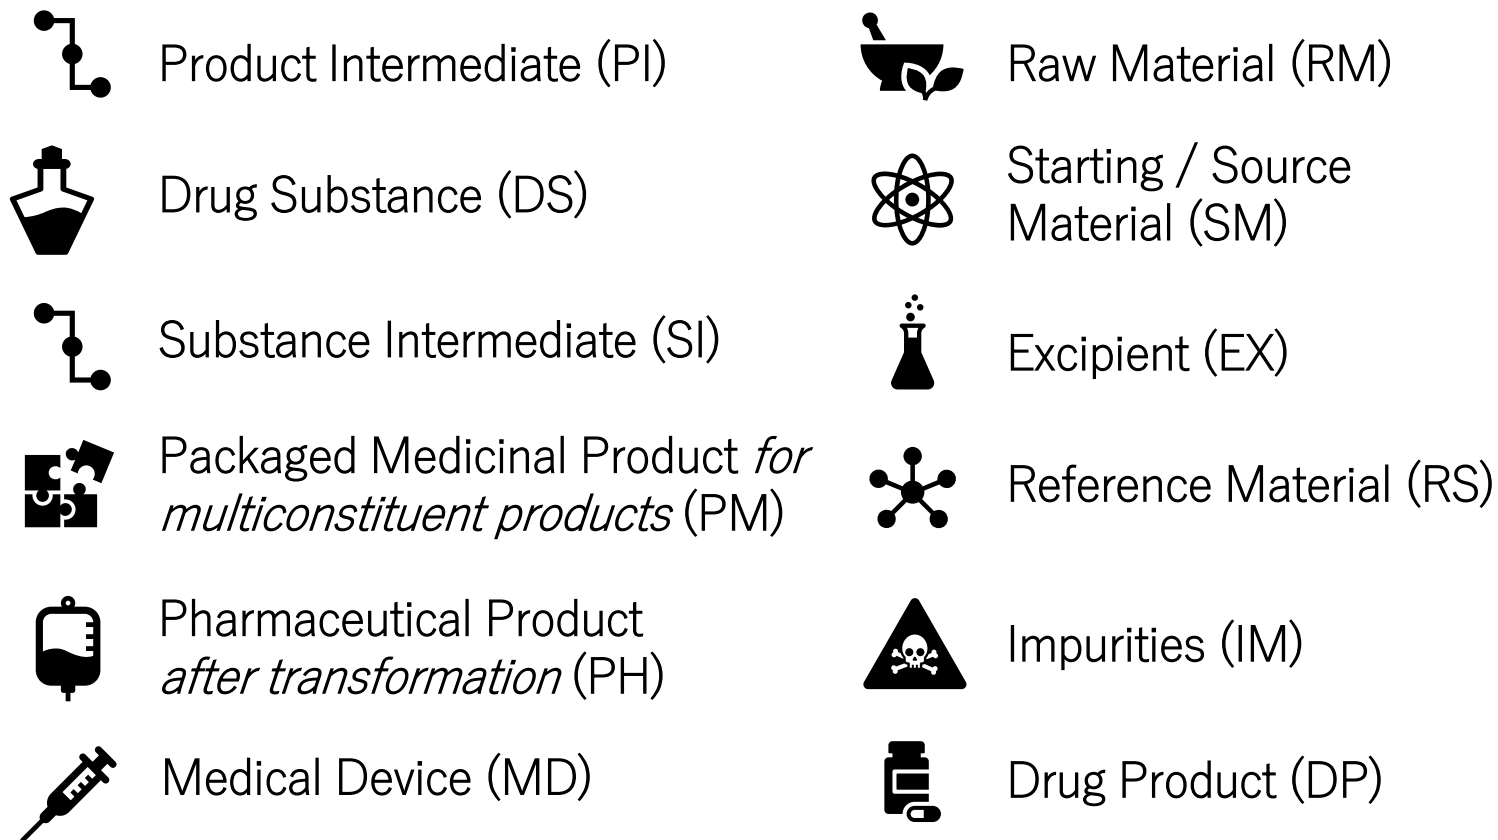 Product Intermediate (PI)
Drug Substance (DS)
Substance Intermediate (SI)
Packaged Medicinal Product for
multiconstituent products (PM)
Pharmaceutical Product
after transformation (PH)
Medical Device (MD)
Raw Material (RM)
Starting / Source
Material (SM)
Excipient (EX)
Reference Material (RS)
Impurities (IM)
Drug Product (DP)